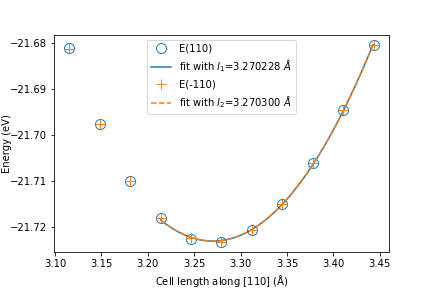 E(110)
fit with l₁=3.270228 Å
E(-110)
fit with l₂=3.270300 Å
Energy (eV)
−21.68
−21.69
−21.70
−21.71
−21.72
3.10 3.15 3.20 3.25 3.30 3.35 3.40 3.45
Cell length along [110] (Å)